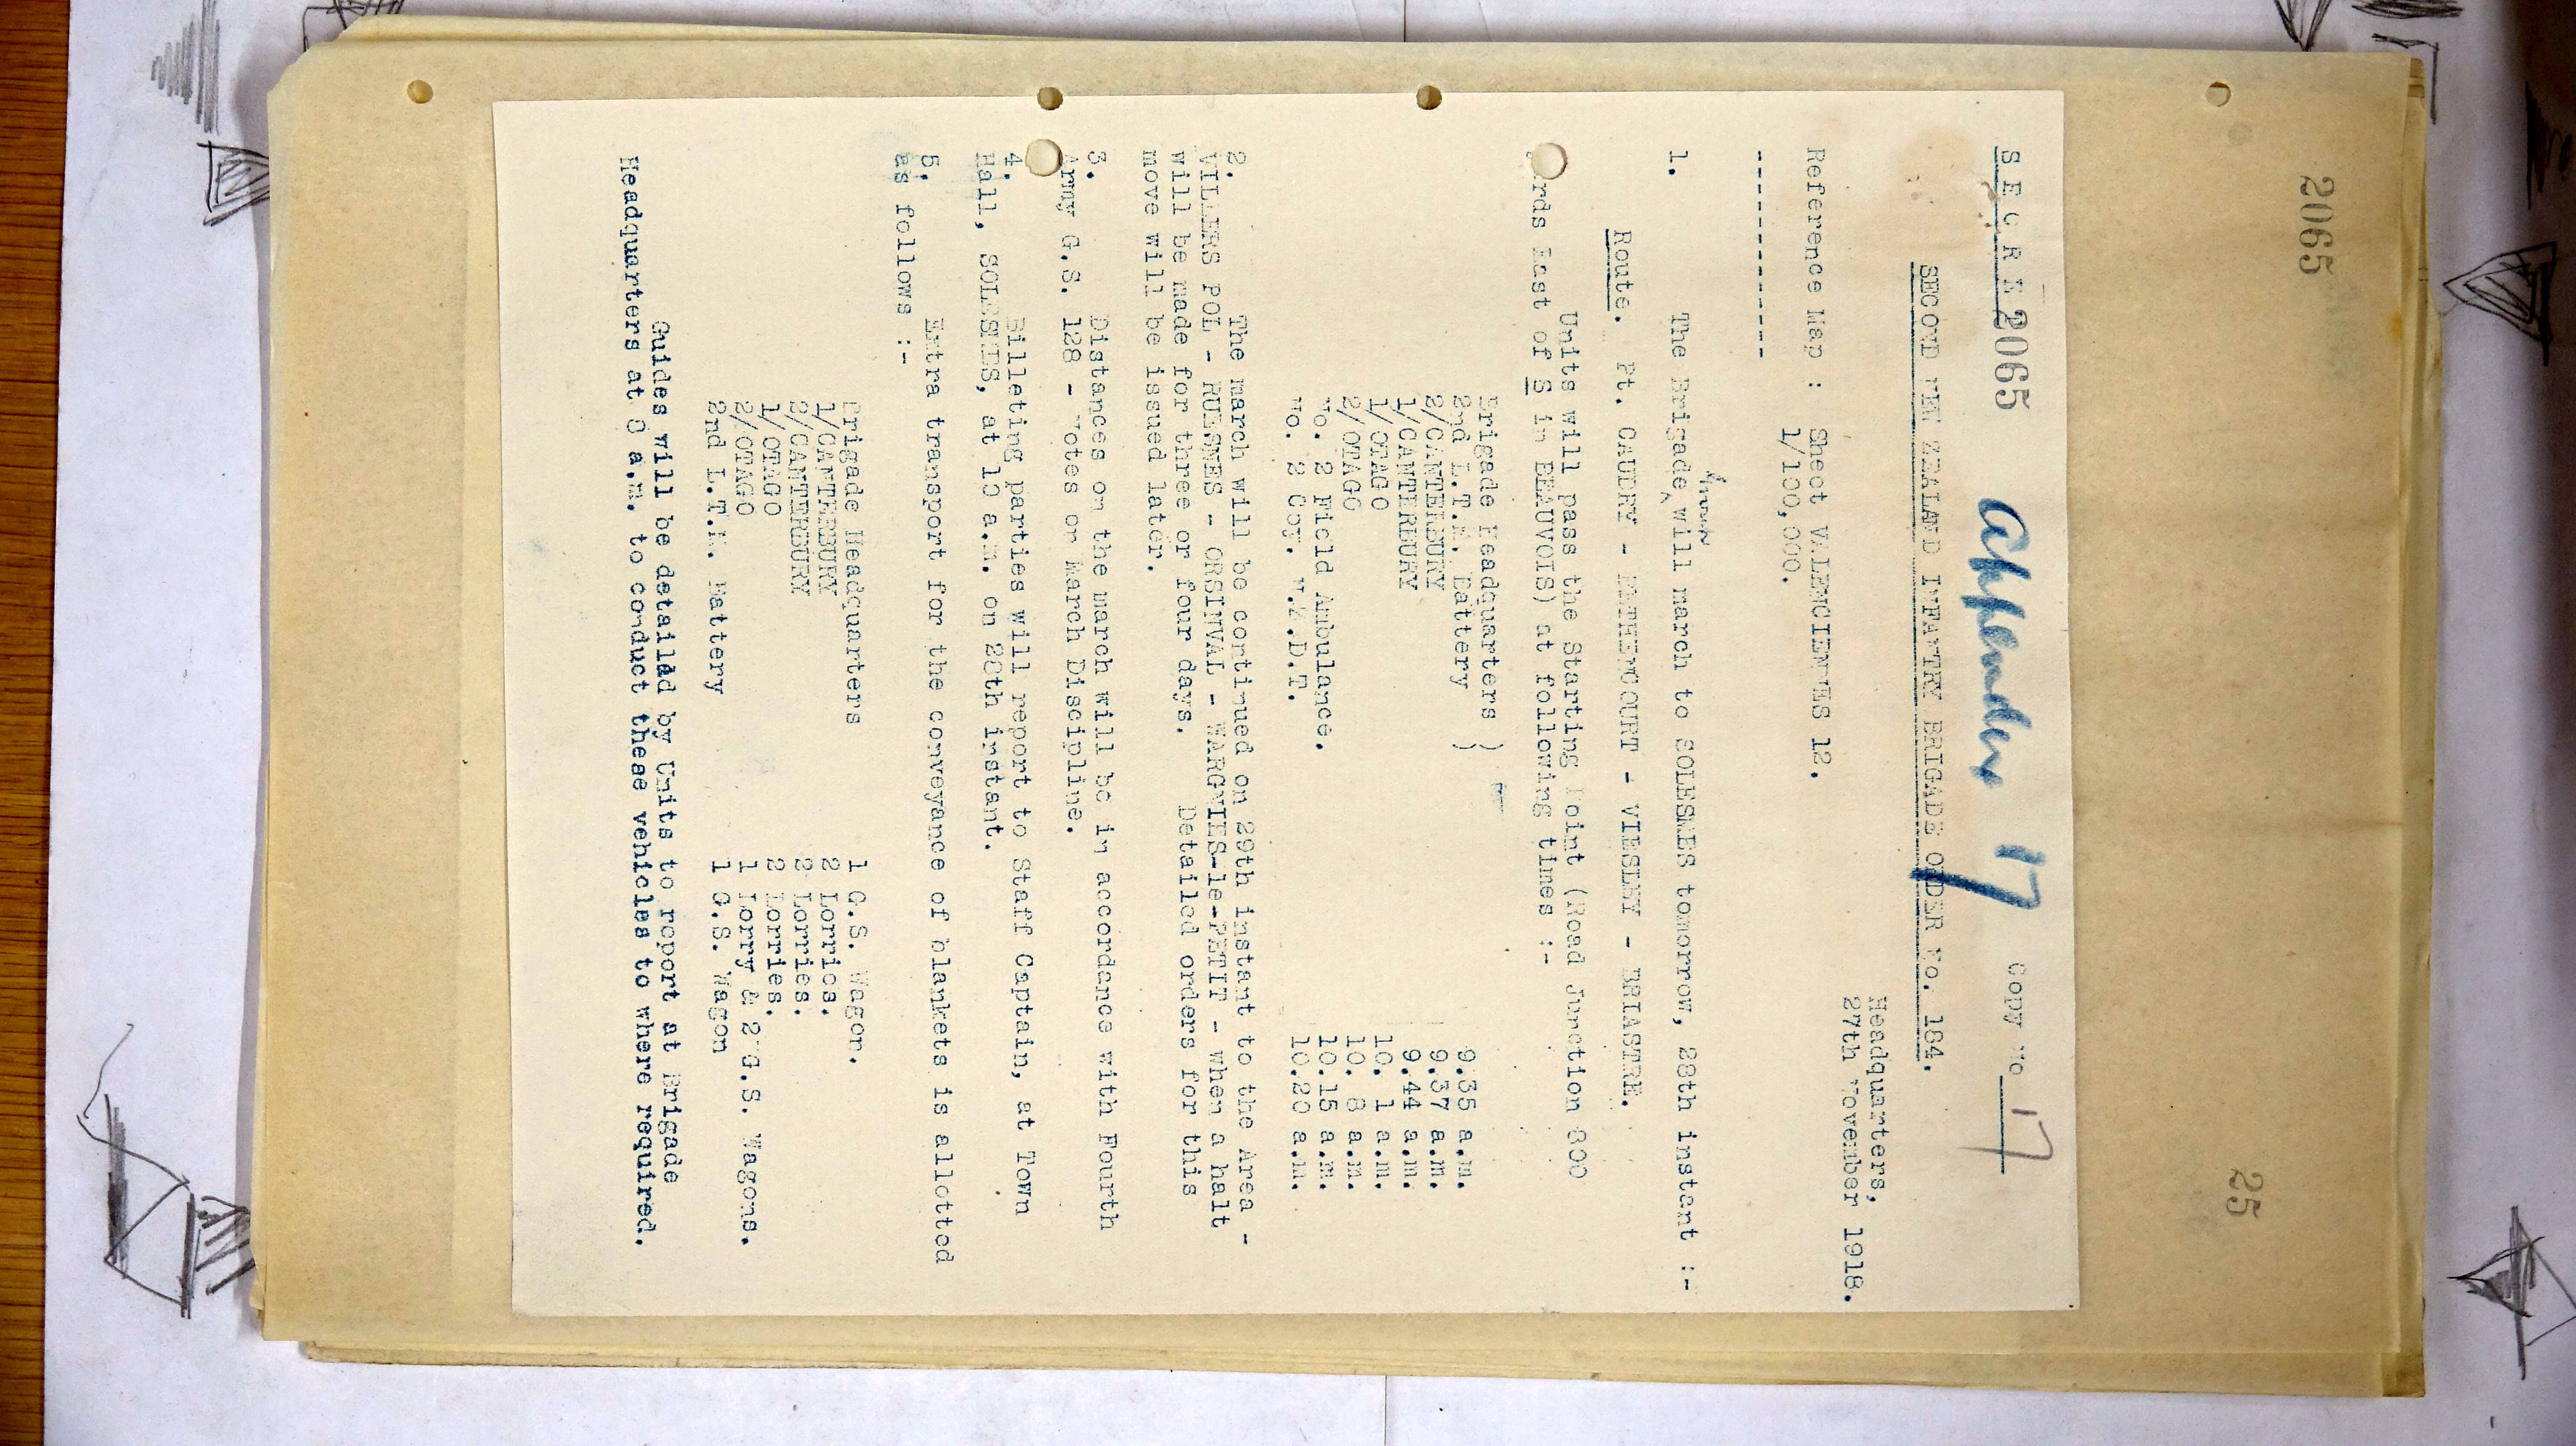 2065
25
SECRE 2065 Appendix 17 Copy No 17
SECOND NEW ZEALAND INFANTRY BRIGADE ORDER No. 184.
Headquarters,
27th November 1918.
Reference Map : Sheet VALENCIENNES 12.
1/100,000.
--------------
1. The Brigade, will march to SOLESMES tomorrow, 28th instant :-
Route. Pt. CAUDRY - BETHENCOURT - VIESLEY - BRIASTRE.
Units will pass the Starting Point (Road Junction 800
rds East of S in BEAUVOIS) at following times :-
Brigade Headquarters )
2nd L.T.M. Battery ) 9.35 a.m.
2/CANTERBURY 9.37 a.m.
1/CANTERBURY 9.44 a.m.
1/OTAGO 10. 1 a.m.
2/OTAGO 10. 8 a.m.
No. 2 Field Ambulance. 10.15 a.m.
No. 2 Coy. N.Z.D.T. 10.20 a.m.
2. The march will be continued on 29th instant to the Area -
VILLERS POL - RUESNES - ORSINVAL - WARGNIES-le-PETIT - when a halt
will be made for three or four days. Detailed orders for this
move will be issued later.
3. Distances on the march will be in accordance with Fourth
Army G.S. 128 - Notes on March Discipline.
4. Billeting parties will report to Staff Captain, at Town
Hall, SOLESMES, at 10 a.m. on 28th instant.
5. Extra transport for the conveyance of blankets is allotted
as follows :-
Brigade Headquarters 1 G.S. Wagon.
1/CANTERBURY 2 Lorries.
2/CANTERBURY 2 Lorries.
1/OTAGO 2 Lorries.
2/OTAGO 1 Lorry & 2 G.S. Wagons.
2nd L.T.M. Battery 1 G.S. Wagon
Guides will be detaild by Units to report at Brigade
Headquarters at 8 a.m. to conduct these vehicles to where required.